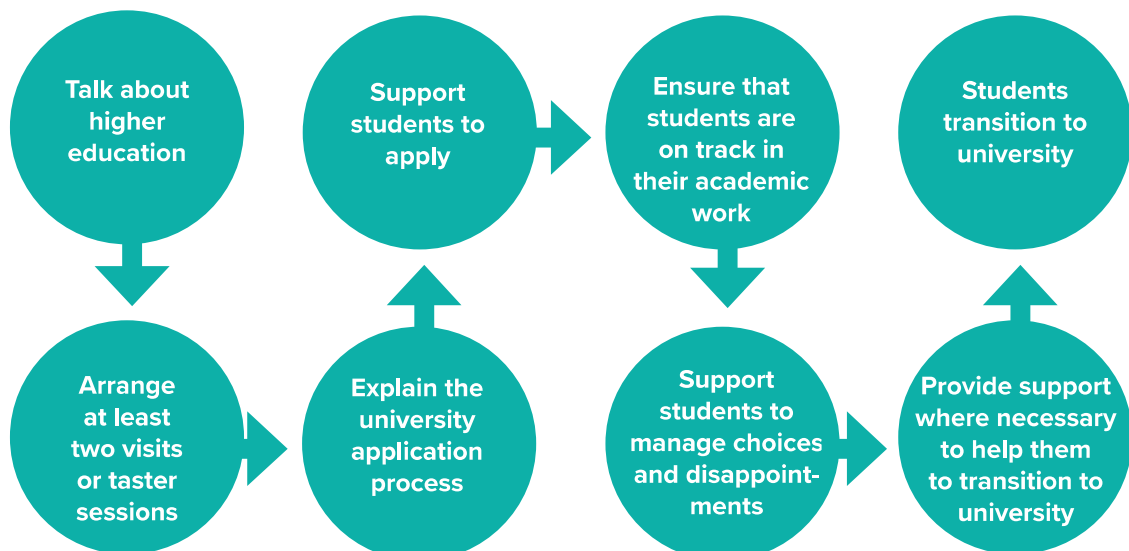 Talk about
higher
education
Arrange
at least
two visits
or taster
sessions
Explain the
university
application
process
Support
students to
apply
Ensure that
students are
on track in
their academic
work
Support
students to
manage choices
and disappoint-
ments
Provide support
where necessary
to help them
to transition to
university
Students
transition to
university